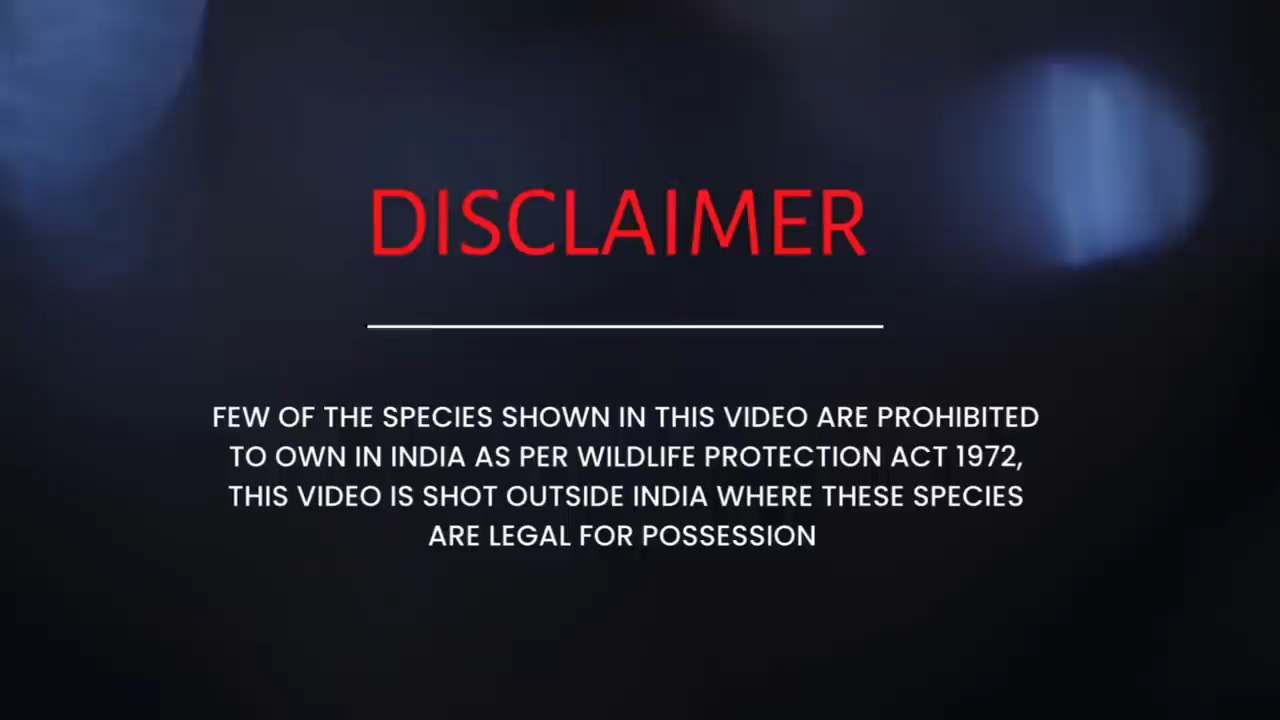 DISCLAIMER
FEW OF THE SPECIES SHOWN IN THIS VIDEO ARE PROHIBITED
TO OWN IN INDIA AS PER WILDLIFE PROTECTION ACT 1972,
THIS VIDEO IS SHOT OUTSIDE INDIA WHERE THESE SPECIES
ARE LEGAL FOR POSSESSION